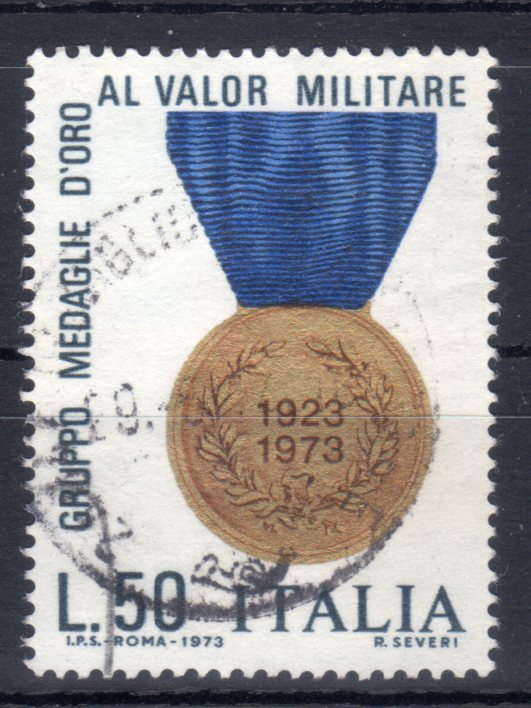 GRUPPO MEDAGLIE D'ORO
AL VALOR MILITARE
1923
1973
L.50 ITALIA
I.P.S.-ROMA-1973
R. SEVERI